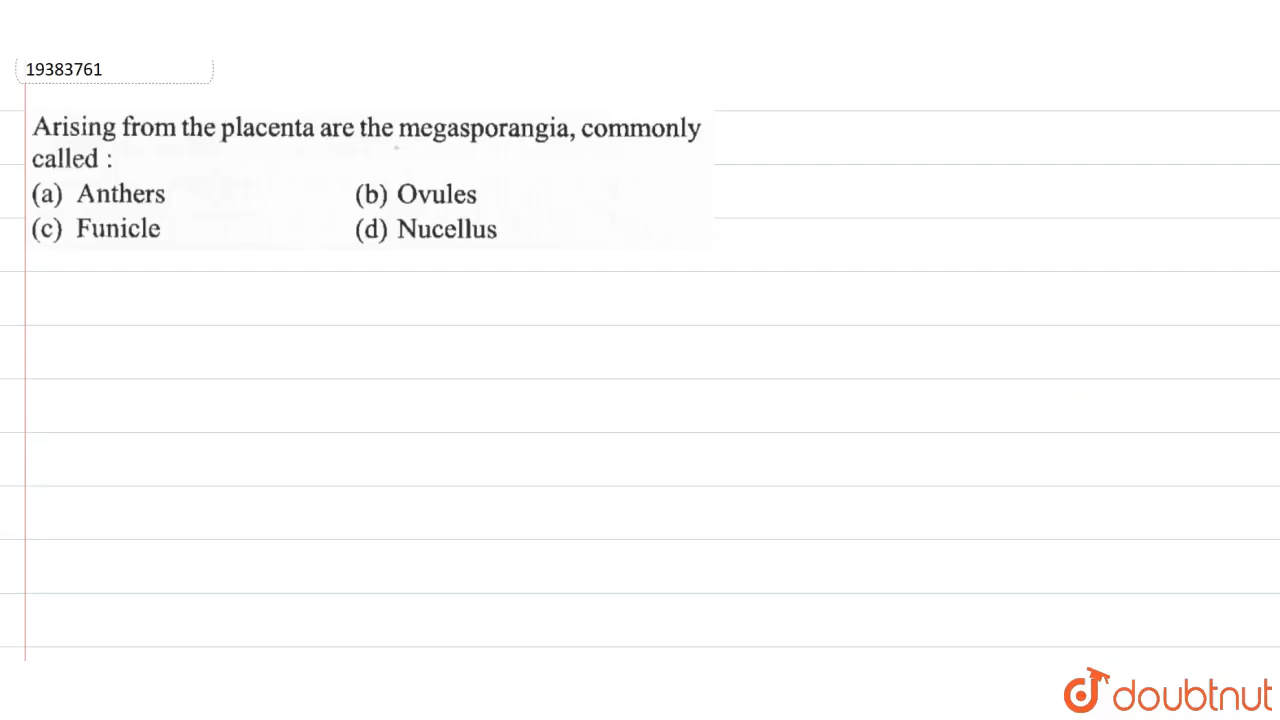 19383761
Arising from the placenta are the megasporangia, commonly
called :
(a) Anthers (b) Ovules
(c) Funicle (d) Nucellus
doubtnut